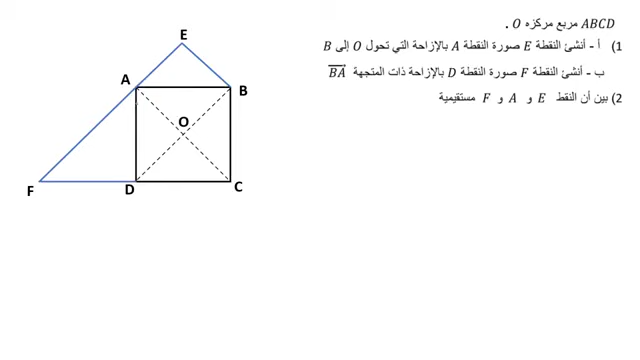 ABCD مربع مركزه O .
1) أ - أنشئ النقطة E صورة النقطة A بالإزاحة التي تحول O إلى B
ب - أنشئ النقطة F صورة النقطة D بالإزاحة ذات المتجهة BA
2) بين أن النقط E و A و F مستقيمية
E
A
B
O
F
D
C